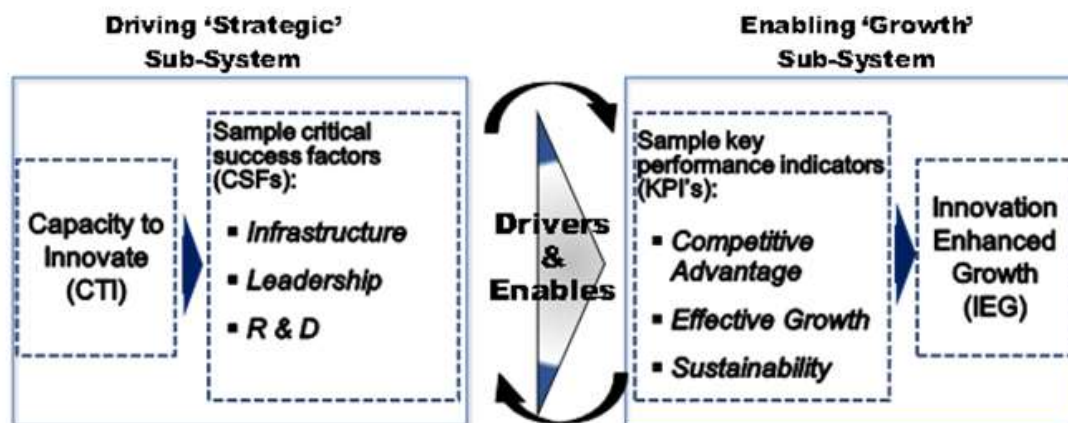 Driving ‘Strategic’
Sub-System
Enabling ‘Growth’
Sub-System
Capacity to
Innovate
(CTI)
Sample critical
success factors
(CSFs):
▪ Infrastructure
▪ Leadership
▪ R & D
Drivers
&
Enables
Sample key
performance indicators
(KPI's):
▪ Competitive
Advantage
▪ Effective Growth
▪ Sustainability
Innovation
Enhanced
Growth
(IEG)